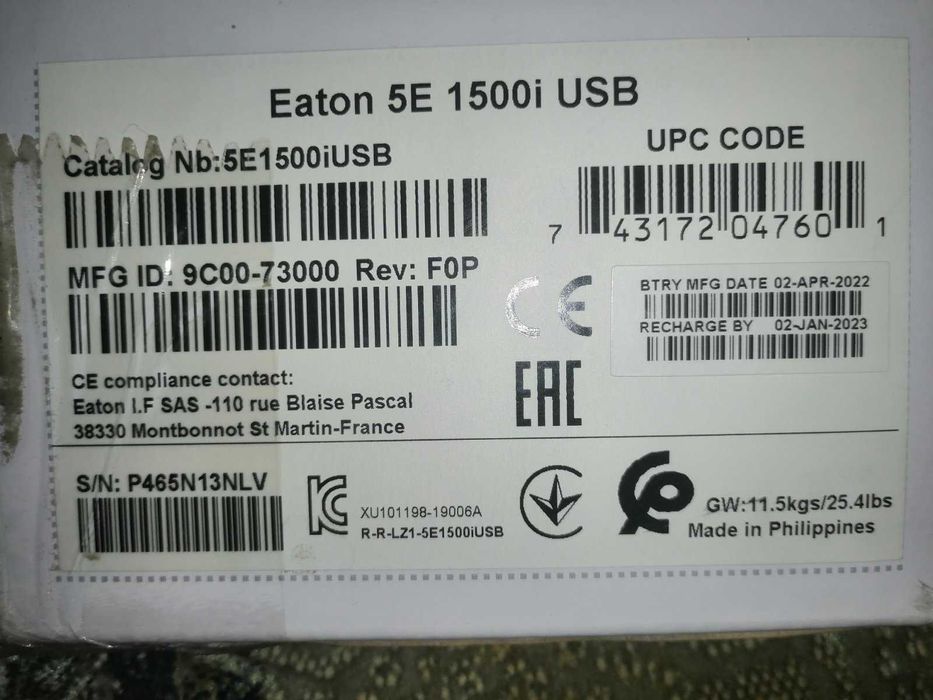 Eaton 5E 1500i USB
Catalog Nb:5E1500iUSB
UPC CODE
7 43172 04760 1
MFG ID: 9C00-73000 Rev: F0P
CE
BTRY MFG DATE 02-APR-2022
RECHARGE BY 02-JAN-2023
EAC
CE compliance contact:
Eaton I.F SAS -110 rue Blaise Pascal
38330 Montbonnot St Martin-France
S/N: P465N13NLV
XU101198-19006A
R-R-LZ1-5E1500iUSB
GW:11.5kgs/25.4lbs
Made in Philippines